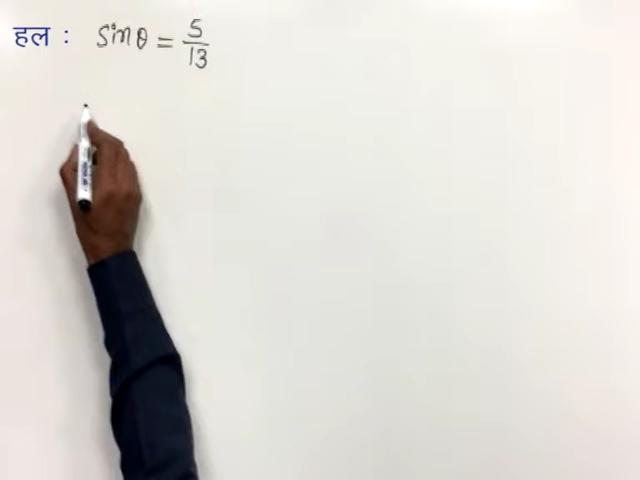 हल : sinθ = 5/13